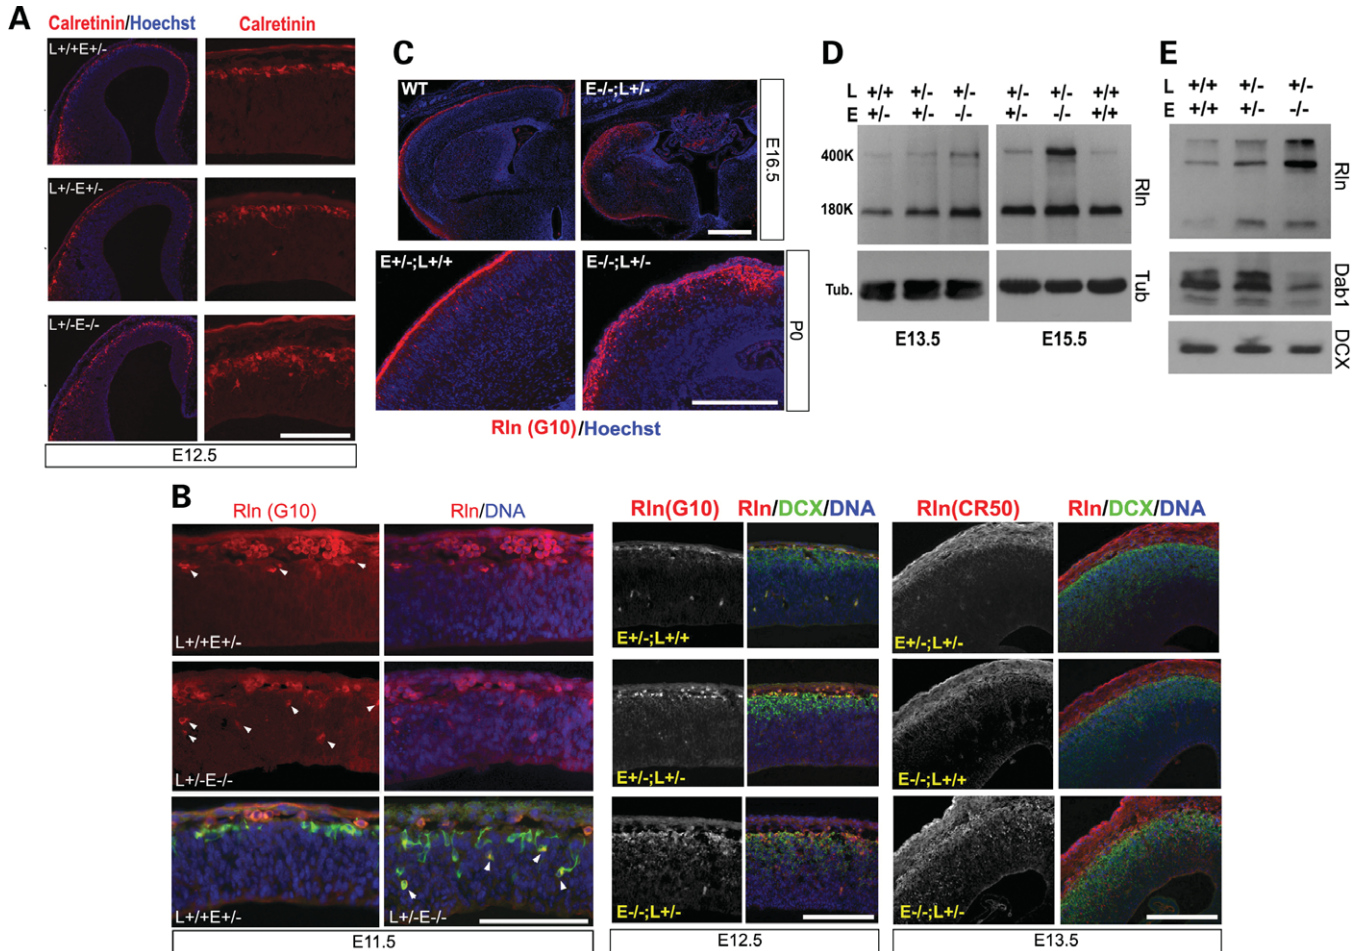 A
Calretinin/Hoechst
Calretinin
L+/+E+/-
L+/-E+/-
L+/-E-/-
E12.5
C
WT
E-/-;L+/-
E16.5
E+/-;L+/+
E-/-;L+/-
P0
Rln (G10)/Hoechst
D
L +/+ +/- +/- +/- +/- +/+
E +/- +/- -/- +/- -/- +/+
400K
180K
Rln
Tub.
Tub
E13.5
E15.5
E
L +/+ +/- +/-
E +/+ +/- -/-
Rln
Dab1
DCX
B
Rln (G10)
Rln/DNA
L+/+E+/-
L+/-E-/-
L+/+E+/-
L+/-E-/-
E11.5
Rln(G10)
Rln/DCX/DNA
E+/-;L+/+
E+/-;L+/-
E-/-;L+/-
E12.5
Rln(CR50)
Rln/DCX/DNA
E+/-;L+/-
E-/-;L+/+
E-/-;L+/-
E13.5